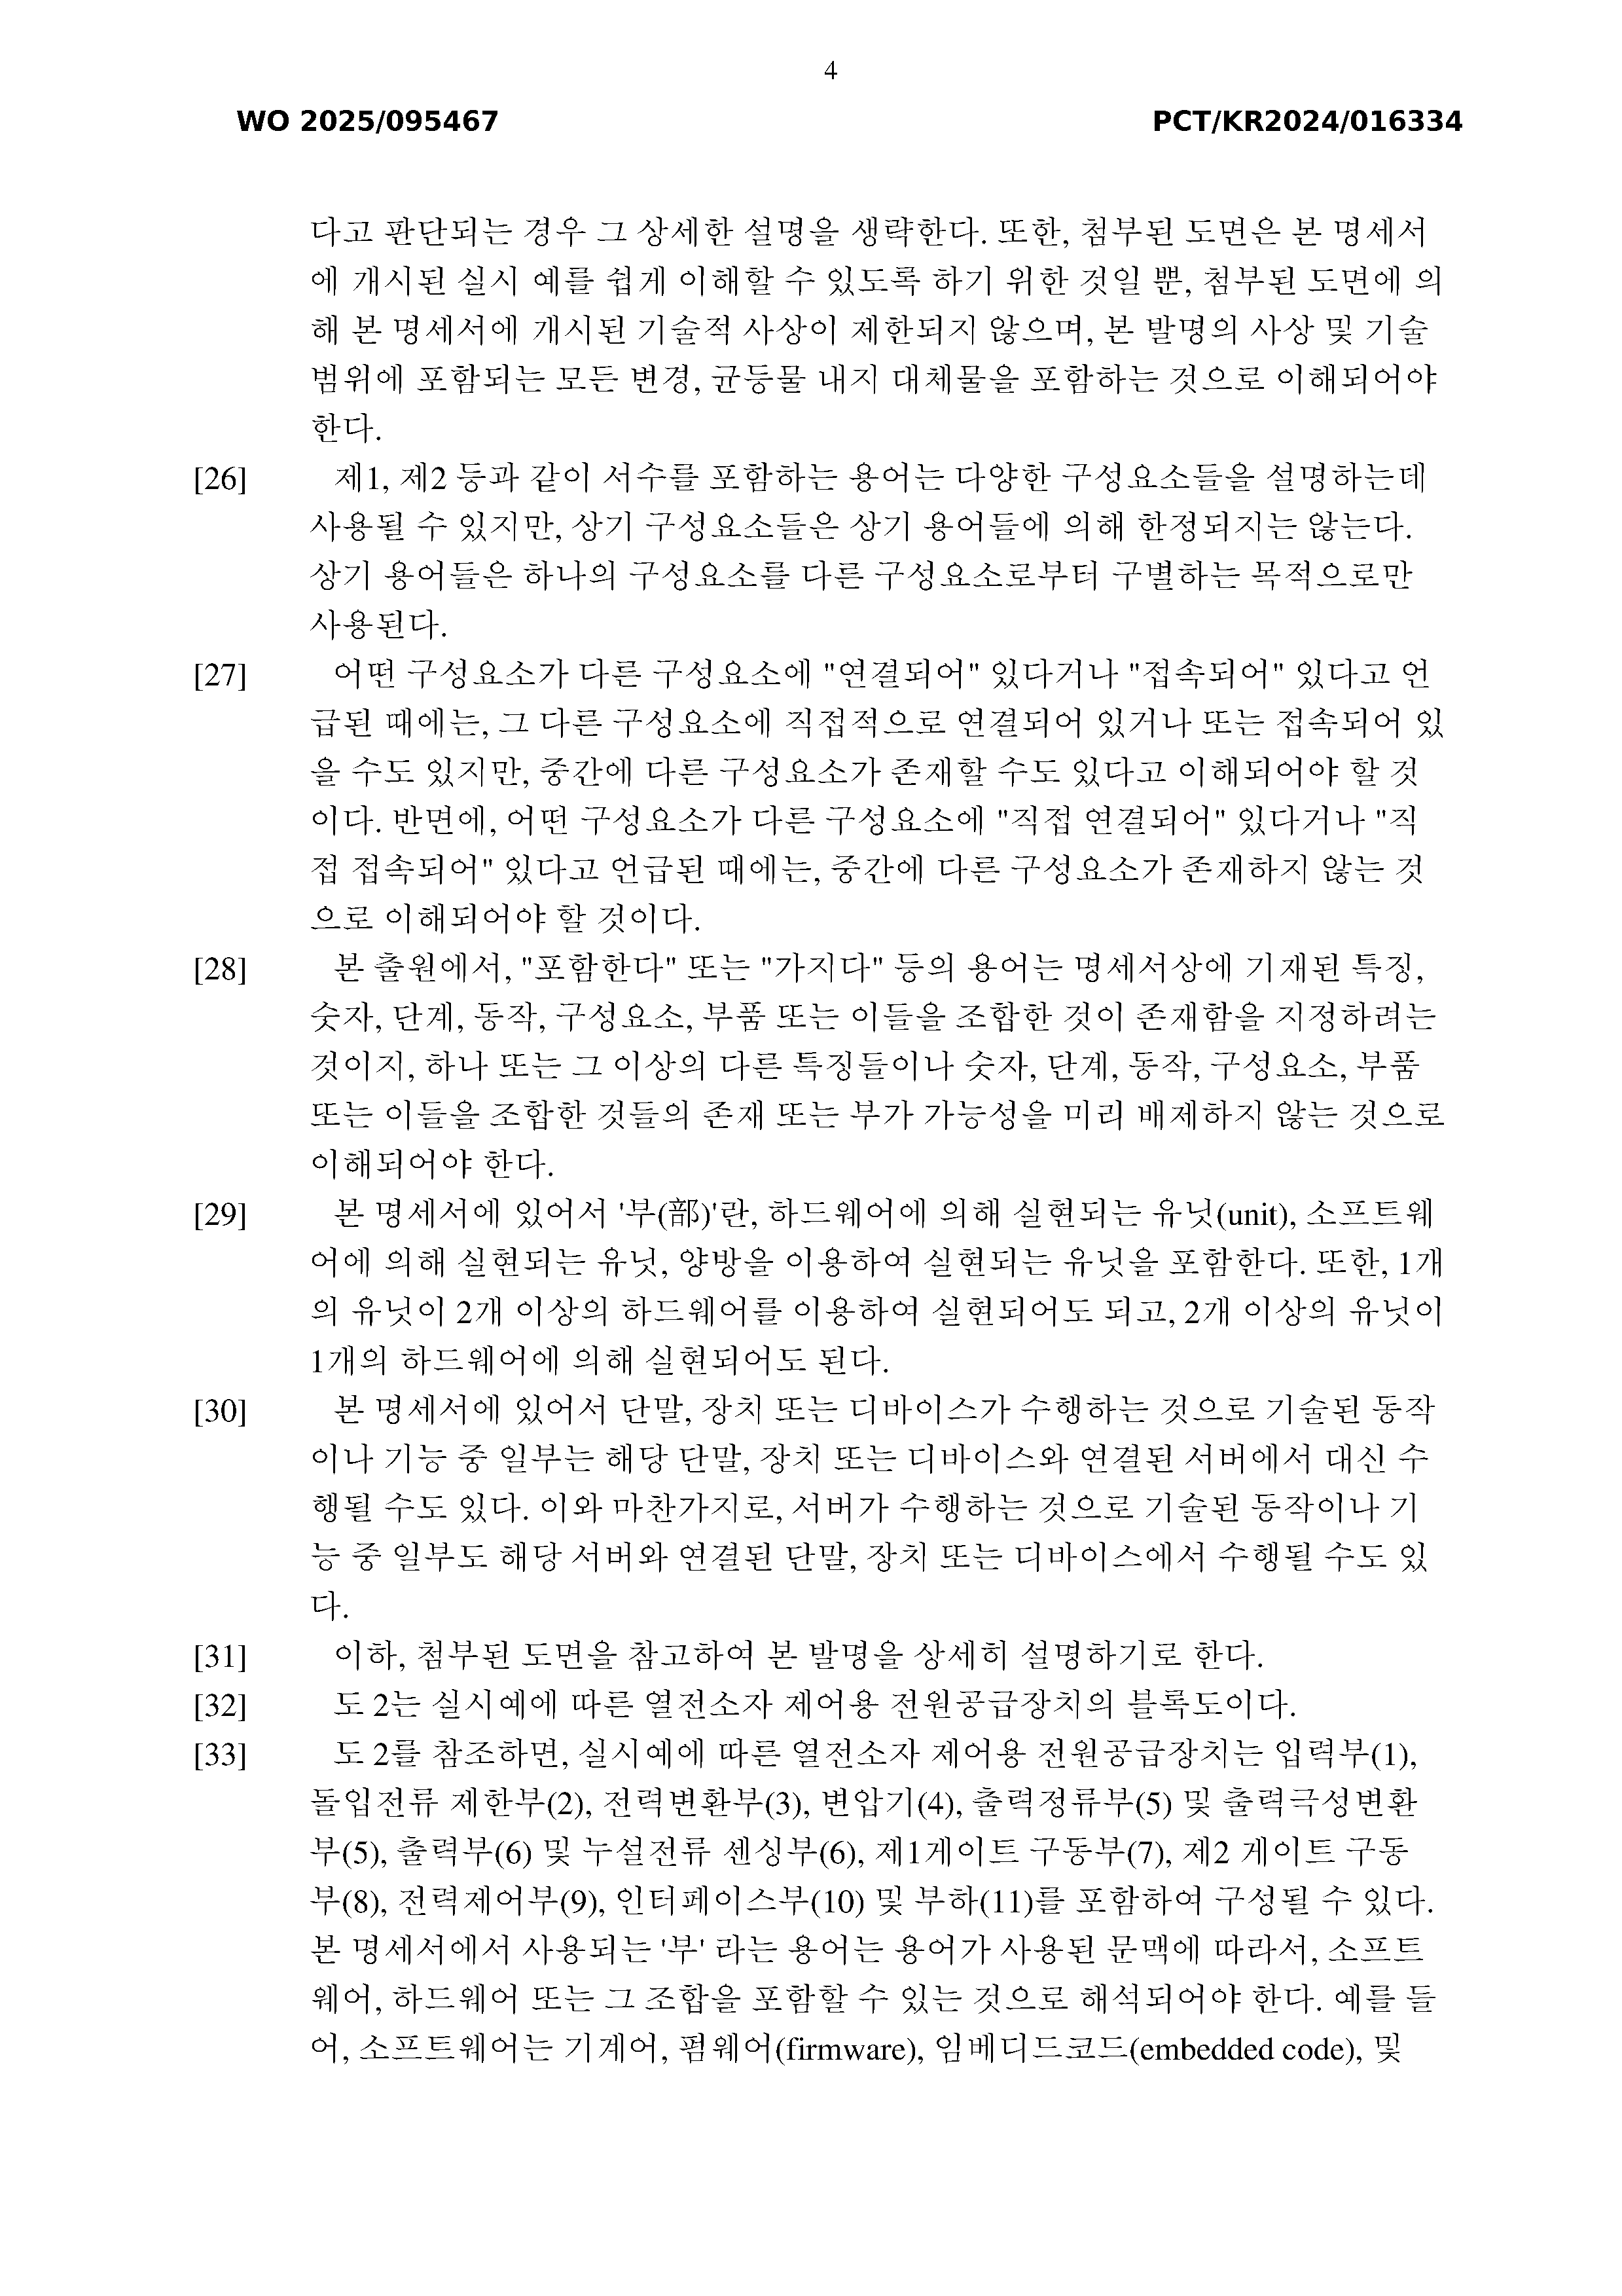 4
WO 2025/095467 PCT/KR2024/016334
다고 판단되는 경우 그 상세한 설명을 생략한다. 또한, 첨부된 도면은 본 명세서
에 개시된 실시 예를 쉽게 이해할 수 있도록 하기 위한 것일 뿐, 첨부된 도면에 의
해 본 명세서에 개시된 기술적 사상이 제한되지 않으며, 본 발명의 사상 및 기술
범위에 포함되는 모든 변경, 균등물 내지 대체물을 포함하는 것으로 이해되어야
한다.
[26] 제1, 제2 등과 같이 서수를 포함하는 용어는 다양한 구성요소들을 설명하는데
사용될 수 있지만, 상기 구성요소들은 상기 용어들에 의해 한정되지는 않는다.
상기 용어들은 하나의 구성요소를 다른 구성요소로부터 구별하는 목적으로만
사용된다.
[27] 어떤 구성요소가 다른 구성요소에 "연결되어" 있다거나 "접속되어" 있다고 언
급된 때에는, 그 다른 구성요소에 직접적으로 연결되어 있거나 또는 접속되어 있
을 수도 있지만, 중간에 다른 구성요소가 존재할 수도 있다고 이해되어야 할 것
이다. 반면에, 어떤 구성요소가 다른 구성요소에 "직접 연결되어" 있다거나 "직
접 접속되어" 있다고 언급된 때에는, 중간에 다른 구성요소가 존재하지 않는 것
으로 이해되어야 할 것이다.
[28] 본 출원에서, "포함한다" 또는 "가지다" 등의 용어는 명세서상에 기재된 특징,
숫자, 단계, 동작, 구성요소, 부품 또는 이들을 조합한 것이 존재함을 지정하려는
것이지, 하나 또는 그 이상의 다른 특징들이나 숫자, 단계, 동작, 구성요소, 부품
또는 이들을 조합한 것들의 존재 또는 부가 가능성을 미리 배제하지 않는 것으로
이해되어야 한다.
[29] 본 명세서에 있어서 '부(部)'란, 하드웨어에 의해 실현되는 유닛(unit), 소프트웨
어에 의해 실현되는 유닛, 양방을 이용하여 실현되는 유닛을 포함한다. 또한, 1개
의 유닛이 2개 이상의 하드웨어를 이용하여 실현되어도 되고, 2개 이상의 유닛이
1개의 하드웨어에 의해 실현되어도 된다.
[30] 본 명세서에 있어서 단말, 장치 또는 디바이스가 수행하는 것으로 기술된 동작
이나 기능 중 일부는 해당 단말, 장치 또는 디바이스와 연결된 서버에서 대신 수
행될 수도 있다. 이와 마찬가지로, 서버가 수행하는 것으로 기술된 동작이나 기
능 중 일부도 해당 서버와 연결된 단말, 장치 또는 디바이스에서 수행될 수도 있
다.
[31] 이하, 첨부된 도면을 참고하여 본 발명을 상세히 설명하기로 한다.
[32] 도 2는 실시예에 따른 열전소자 제어용 전원공급장치의 블록도이다.
[33] 도 2를 참조하면, 실시예에 따른 열전소자 제어용 전원공급장치는 입력부(1),
돌입전류 제한부(2), 전력변환부(3), 변압기(4), 출력정류부(5) 및 출력극성변환
부(5), 출력부(6) 및 누설전류 센싱부(6), 제1게이트 구동부(7), 제2 게이트 구동
부(8), 전력제어부(9), 인터페이스부(10) 및 부하(11)를 포함하여 구성될 수 있다.
본 명세서에서 사용되는 '부' 라는 용어는 용어가 사용된 문맥에 따라서, 소프트
웨어, 하드웨어 또는 그 조합을 포함할 수 있는 것으로 해석되어야 한다. 예를 들
어, 소프트웨어는 기계어, 펌웨어(firmware), 임베디드코드(embedded code), 및